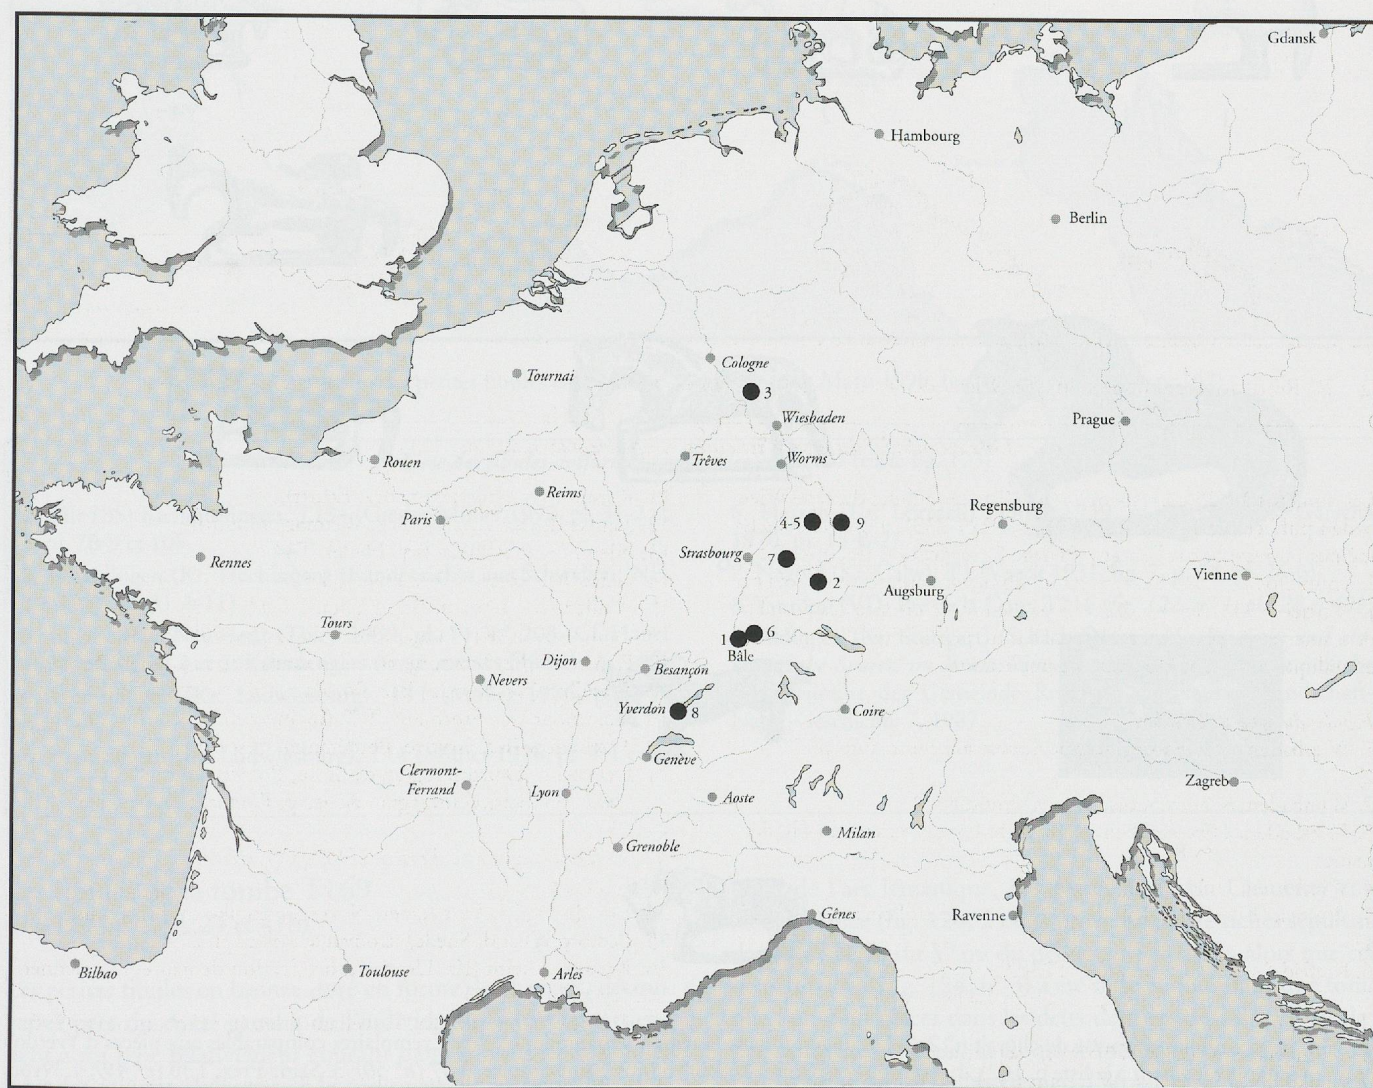 Gdansk
Hambourg
Berlin
Cologne
Tournai
3
Wiesbaden
Prague
Rouen
Trêves
Worms
Reims
Regensburg
Paris
4-5
9
Strasbourg
7
Rennes
2
Augsburg
Vienne
Tours
1
6
Bâle
Dijon
Besançon
Nevers
Yverdon
8
Coire
Genève
Clermont-
Ferrand
Lyon
Aoste
Zagreb
Milan
Grenoble
Gênes
Ravenne
Bilbao
Toulouse
Arles